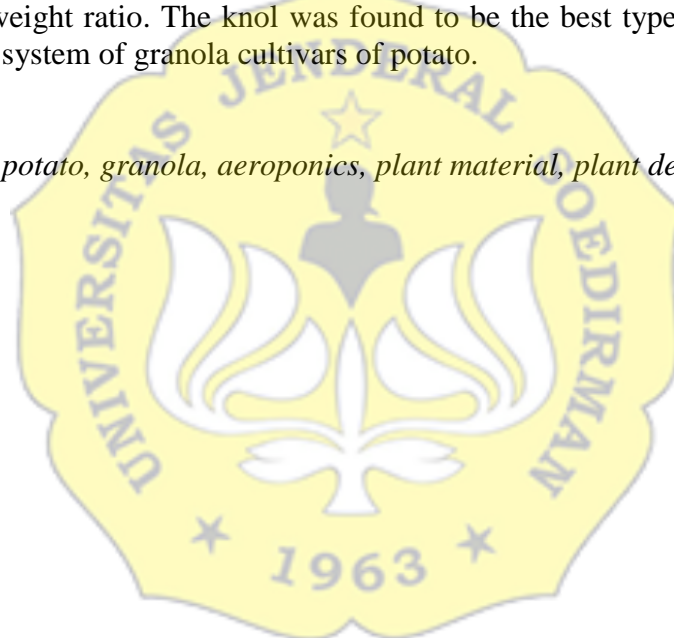 weight ratio. The knol was found to be the best type
system of granola cultivars of potato.
potato, granola, aeroponics, plant material, plant de
UNIVERSITAS JENDERAL SOEDIRMAN
1963